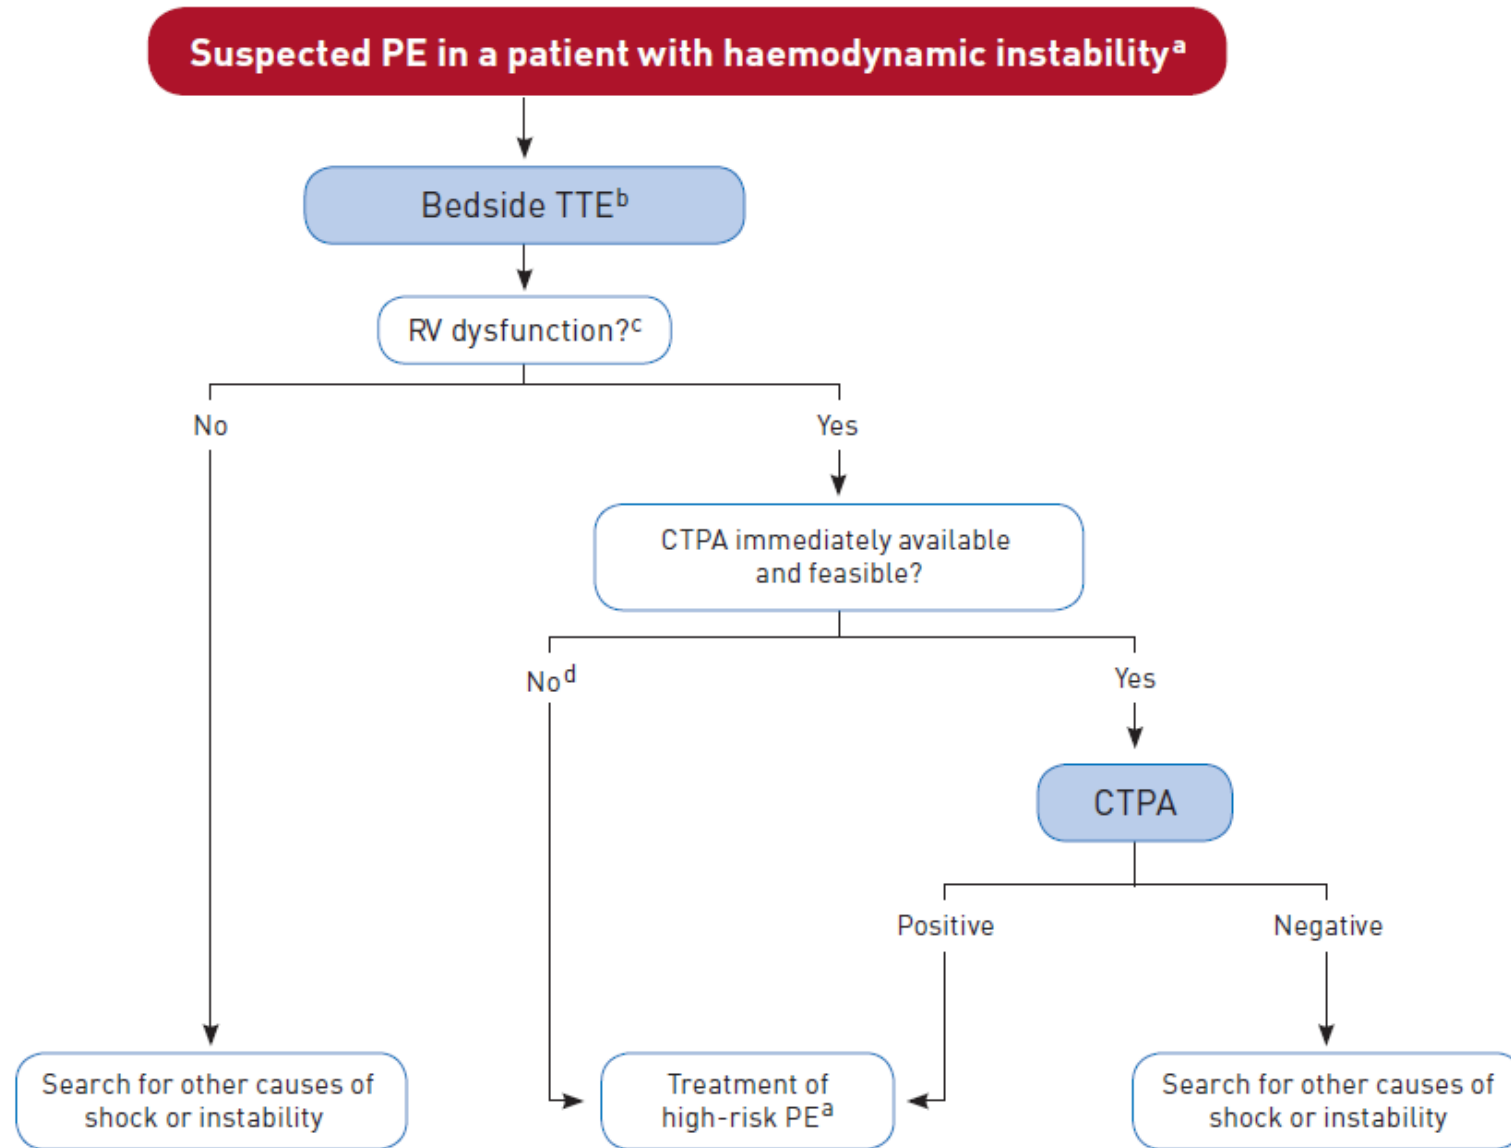 Suspected PE in a patient with haemodynamic instabilityᵃ
Bedside TTEᵇ
RV dysfunction?ᶜ
No
Yes
CTPA immediately available
and feasible?
Noᵈ
Yes
CTPA
Positive
Negative
Search for other causes of
shock or instability
Treatment of
high-risk PEᵃ
Search for other causes of
shock or instability